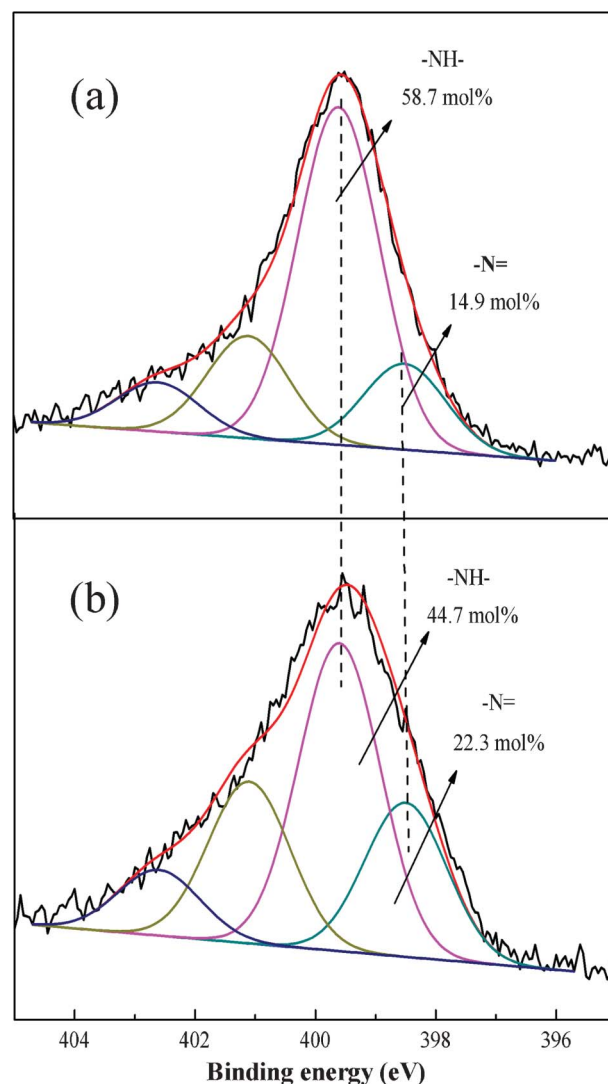 (a)
-NH-
58.7 mol%
-N=
14.9 mol%
(b)
-NH-
44.7 mol%
-N=
22.3 mol%
404 402 400 398 396
Binding energy (eV)